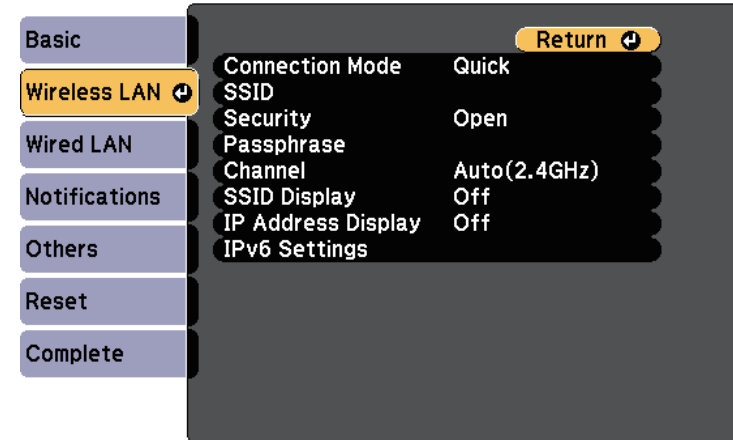 Basic
Wireless LAN
Wired LAN
Notifications
Others
Reset
Complete
Return
Connection Mode Quick
SSID
Security Open
Passphrase
Channel Auto(2.4GHz)
SSID Display Off
IP Address Display Off
IPv6 Settings